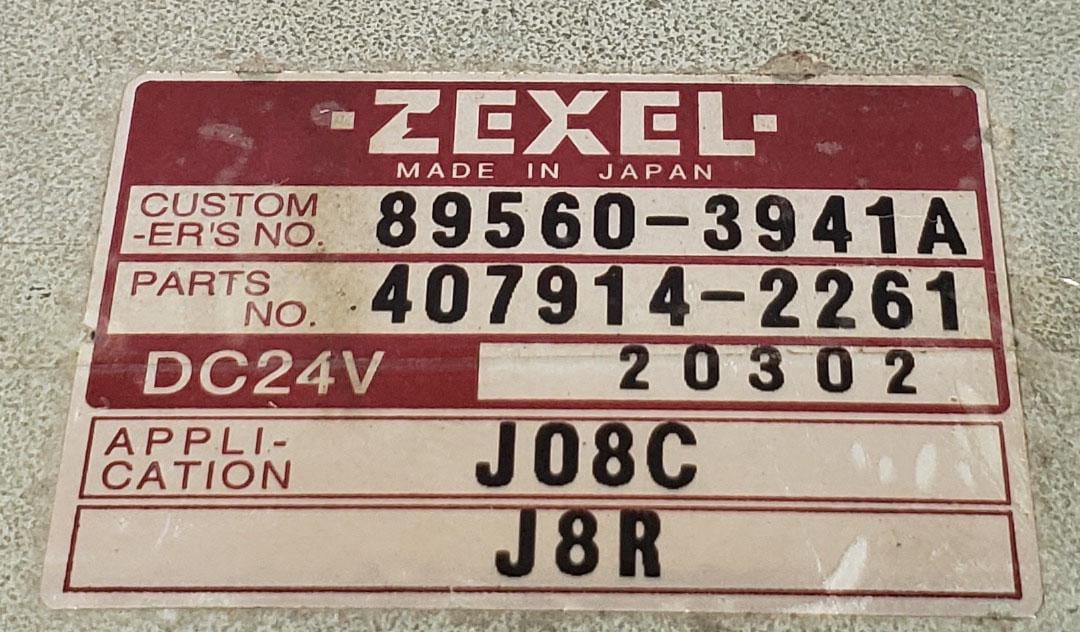 ZEXEL
MADE IN JAPAN
CUSTOM
-ER'S NO. 89560-3941A
PARTS
NO. 407914-2261
DC24V 20302
APPLI-
CATION J08C
J8R